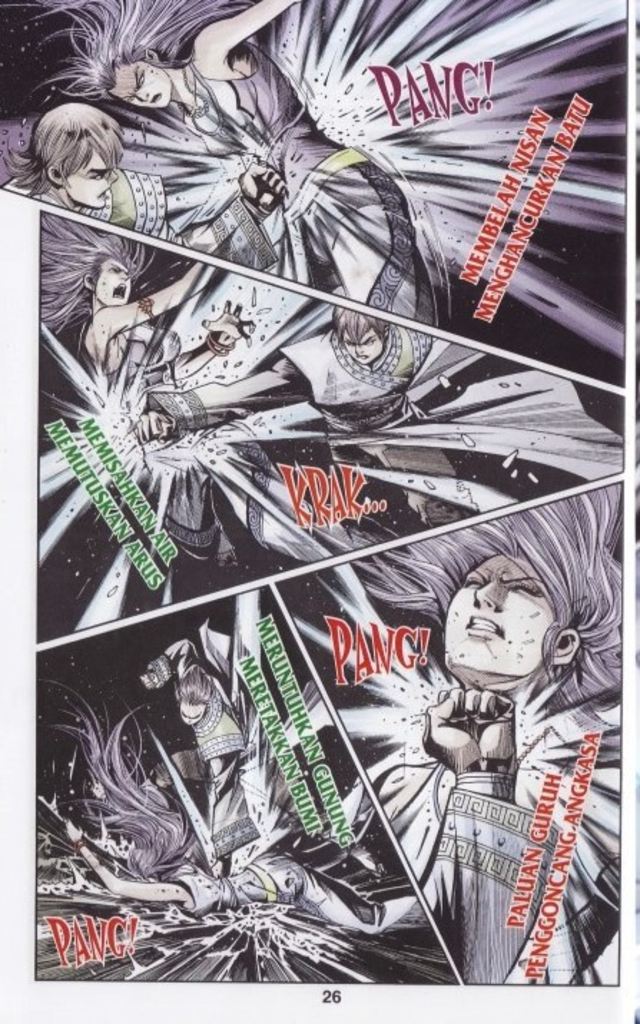 PANG!
MEMBELAH NISAN
MENGHANCURKAN BATU
MEMISAHKAN AIR
MEMUTUSKAN ARUS
KRAK...
PANG!
PALUAN GURUH
PENGGONCANG ANGKASA
MERUNTUHKAN GUNUNG
MERETAKKAN BUMI
PANG!
26